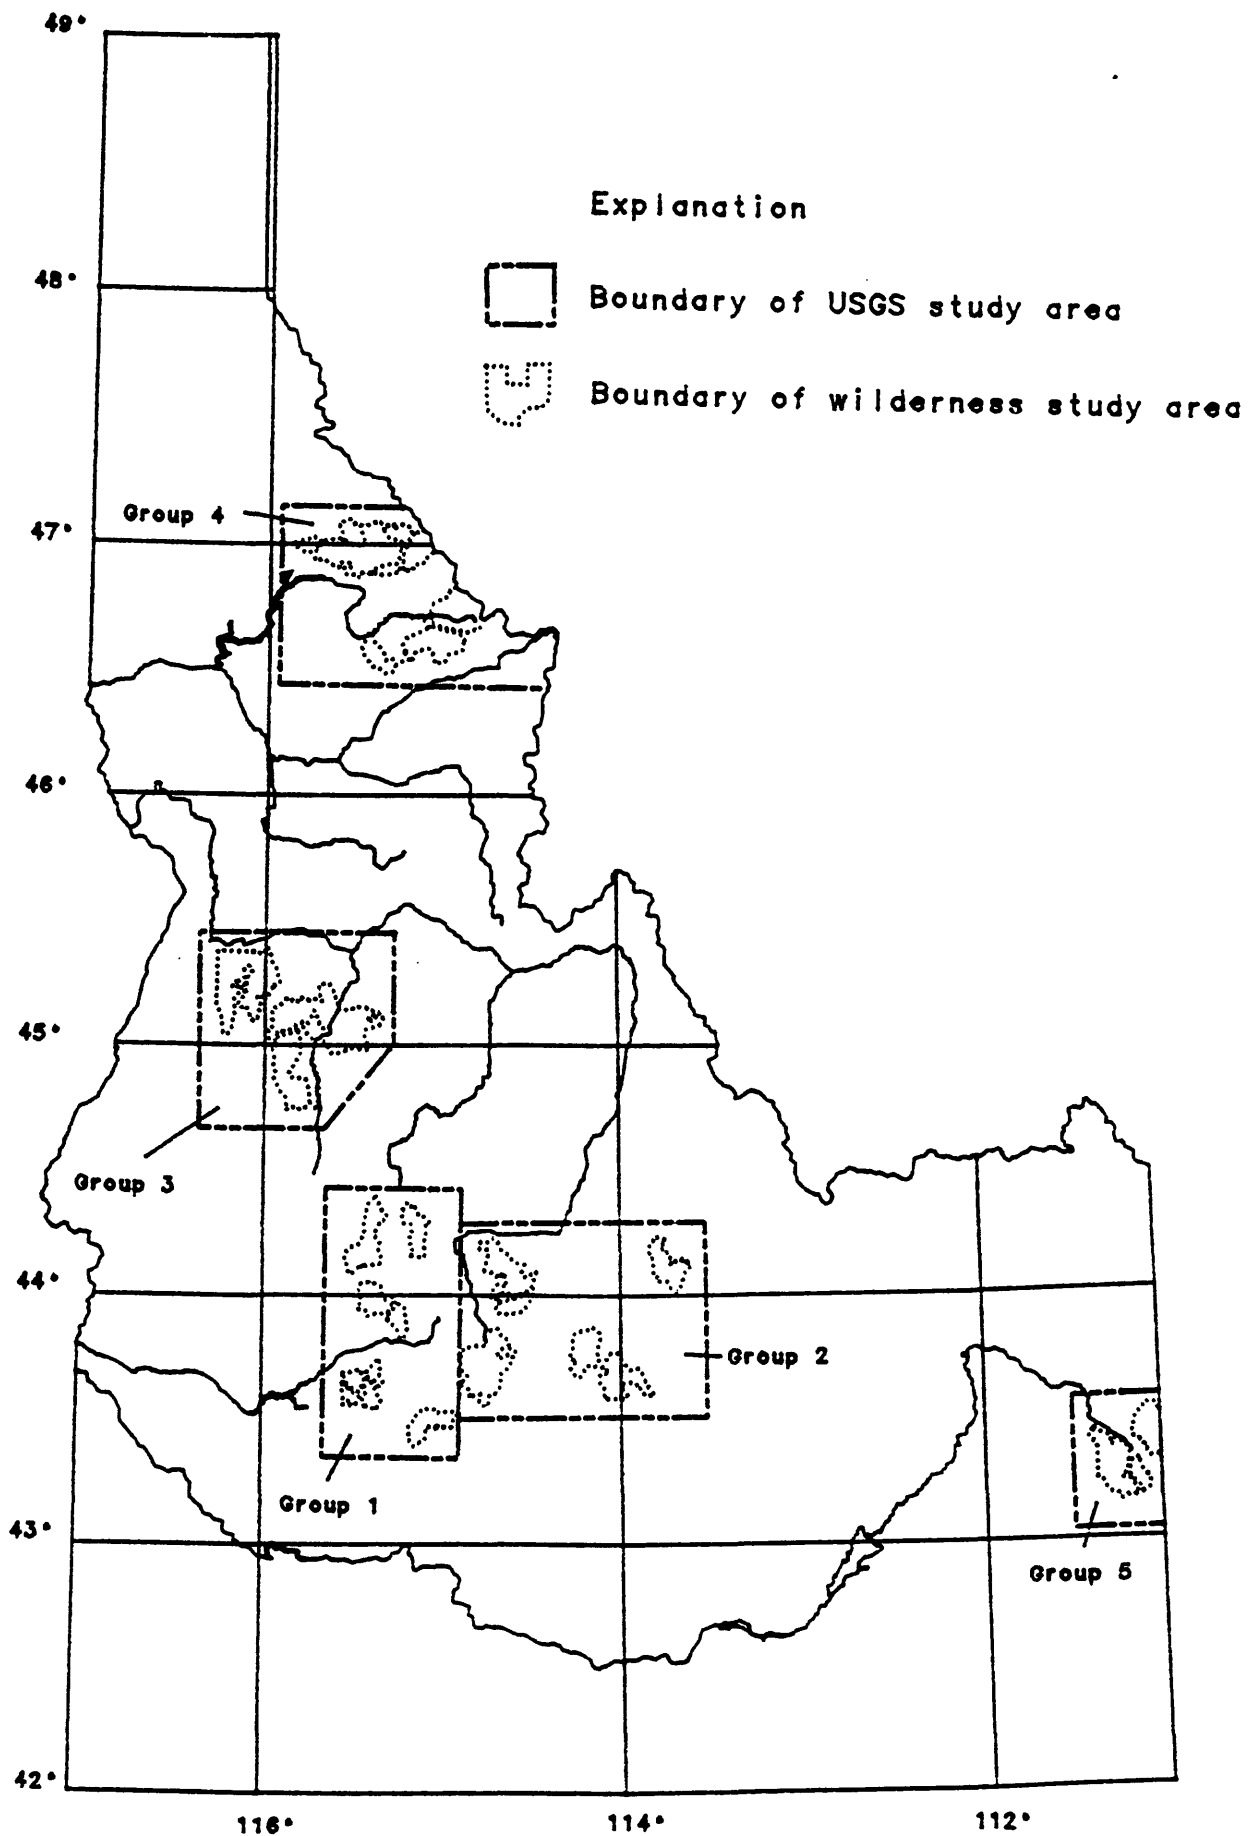 49°
Explanation
48°
Boundary of USGS study area
Boundary of wilderness study area
Group 4
47°
46°
45°
Group 3
44°
Group 2
Group 1
43°
Group 5
42°
116°
114°
112°